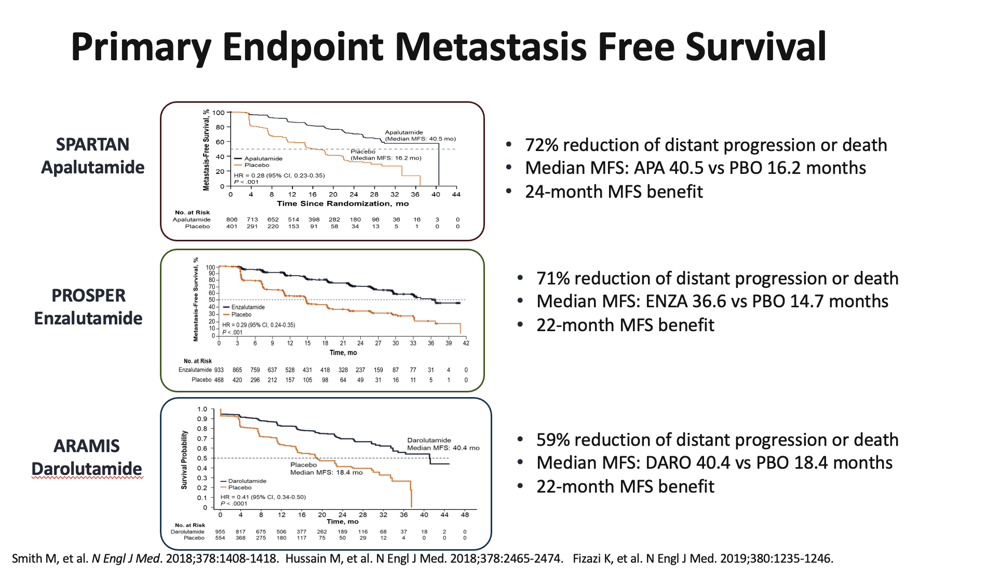 Primary Endpoint Metastasis Free Survival
SPARTAN
Apalutamide
Metastasis-Free Survival, %
100
80
60
40
20
0
Apalutamide
(Median MFS: 40.5 mo)
Placebo
(Median MFS: 16.2 mo)
Apalutamide
Placebo
HR = 0.28 (95% CI, 0.23-0.35)
P < .001
0 4 8 12 16 20 24 28 32 36 40 44
Time Since Randomization, mo
No. at Risk
Apalutamide 806 713 652 514 398 282 180 96 36 16 3 0
Placebo 401 291 220 153 91 58 34 13 5 1 0 0
• 72% reduction of distant progression or death
• Median MFS: APA 40.5 vs PBO 16.2 months
• 24-month MFS benefit
PROSPER
Enzalutamide
Metastasis-Free Survival, %
100
90
80
70
60
50
40
30
20
10
0
Enzalutamide
Placebo
HR = 0.29 (95% CI, 0.24-0.35)
P < .001
0 3 6 9 12 15 18 21 24 27 30 33 36 39 42
Time, mo
No. at Risk
Enzalutamide 933 865 759 637 528 431 418 328 237 159 87 77 31 4 0
Placebo 468 420 296 212 157 105 98 64 49 31 16 11 5 1 0
• 71% reduction of distant progression or death
• Median MFS: ENZA 36.6 vs PBO 14.7 months
• 22-month MFS benefit
ARAMIS
Darolutamide
Survival Probability
1.0
0.9
0.8
0.7
0.6
0.5
0.4
0.3
0.2
0.1
0
Darolutamide
Median MFS: 40.4 mo
Placebo
Median MFS: 18.4 mo
Darolutamide
Placebo
HR = 0.41 (95% CI, 0.34-0.50)
P < .0001
0 4 8 12 16 20 24 28 32 36 40 44 48
Time, mo
No. at Risk
Darolutamide 955 817 675 506 377 262 189 116 68 37 18 2 0
Placebo 554 368 275 180 117 75 50 29 12 4 0 0 0
• 59% reduction of distant progression or death
• Median MFS: DARO 40.4 vs PBO 18.4 months
• 22-month MFS benefit
Smith M, et al. N Engl J Med. 2018;378:1408-1418. Hussain M, et al. N Engl J Med. 2018;378:2465-2474. Fizazi K, et al. N Engl J Med. 2019;380:1235-1246.